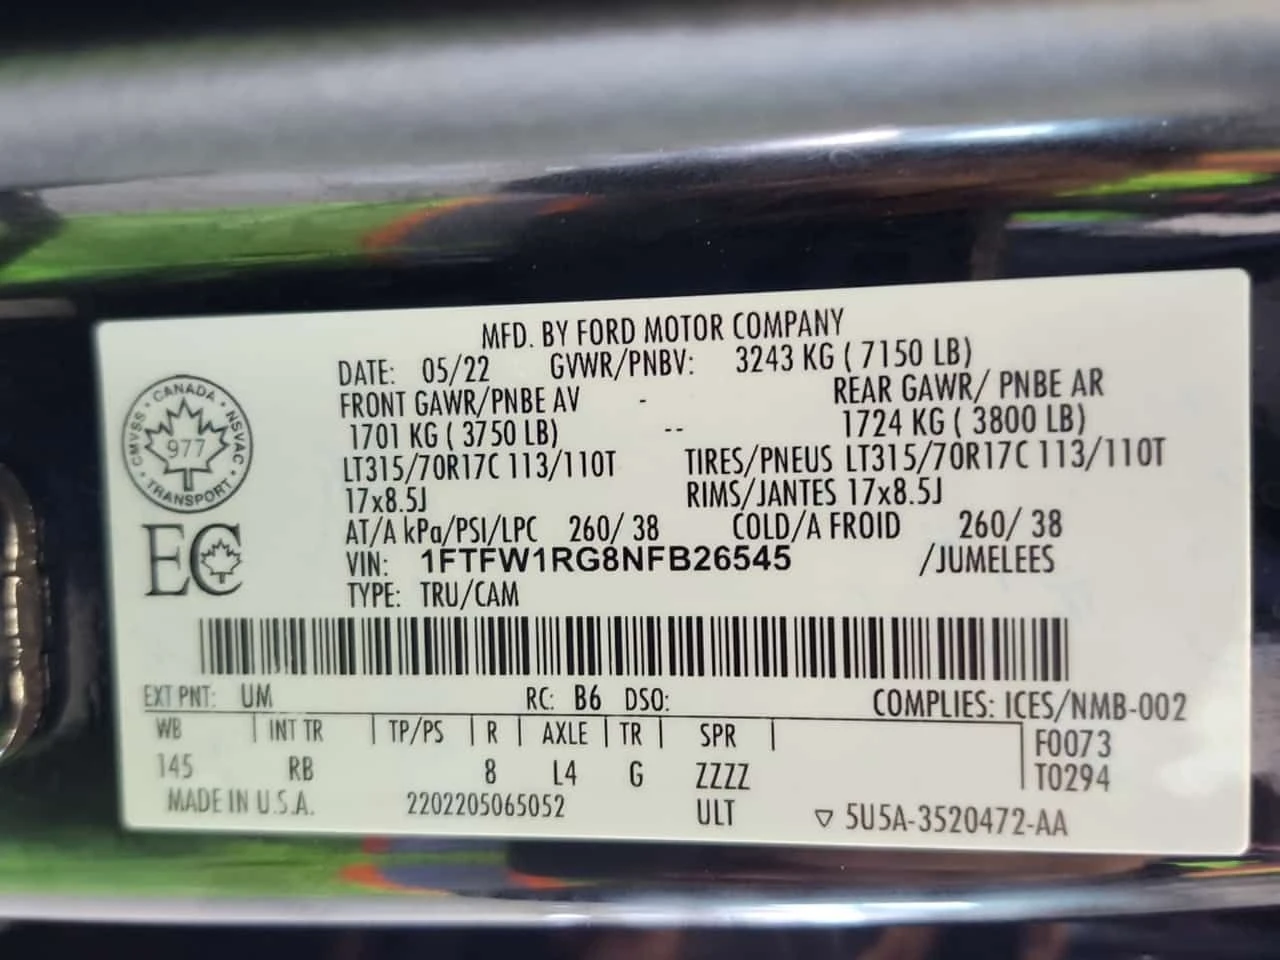 MFD. BY FORD MOTOR COMPANY
DATE: 05/22 GVWR/PNBV: 3243 KG ( 7150 LB)
FRONT GAWR/PNBE AV - REAR GAWR/ PNBE AR
1701 KG ( 3750 LB) -- 1724 KG ( 3800 LB)
LT315/70R17C 113/110T TIRES/PNEUS LT315/70R17C 113/110T
17x8.5J RIMS/JANTES 17x8.5J
AT/A kPa/PSI/LPC 260/ 38 COLD/A FROID 260/ 38
VIN: 1FTFW1RG8NFB26545 /JUMELEES
TYPE: TRU/CAM
CANADA · NSVAC · TRANSPORT · CMVSS ·
977
EC
EXT PNT: UM RC: B6 DSO: COMPLIES: ICES/NMB-002
WB | INT TR | TP/PS | R | AXLE | TR | SPR | F0073
145 RB 8 L4 G ZZZZ T0294
MADE IN U.S.A. 2202205065052 ULT ▽ 5U5A-3520472-AA